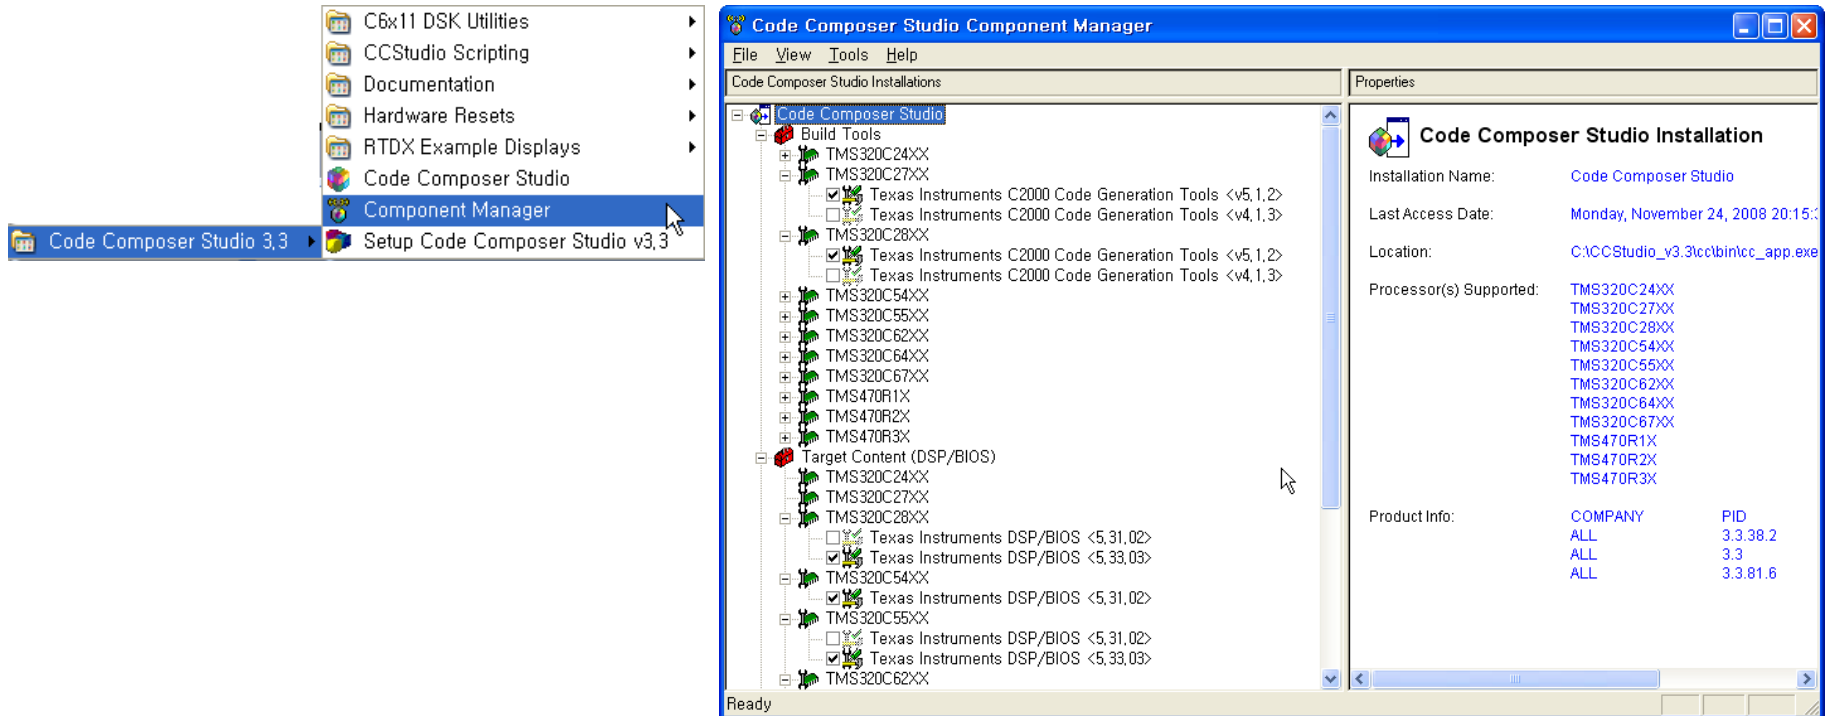 C6x11 DSK Utilities
CCStudio Scripting
Documentation
Hardware Resets
RTDX Example Displays
Code Composer Studio
Component Manager
Setup Code Composer Studio v3,3
Code Composer Studio 3,3
Code Composer Studio Component Manager
File View Tools Help
Code Composer Studio Installations
Code Composer Studio
Build Tools
TMS320C24XX
TMS320C27XX
Texas Instruments C2000 Code Generation Tools <v5,1,2>
Texas Instruments C2000 Code Generation Tools <v4,1,3>
TMS320C28XX
Texas Instruments C2000 Code Generation Tools <v5,1,2>
Texas Instruments C2000 Code Generation Tools <v4,1,3>
TMS320C54XX
TMS320C55XX
TMS320C62XX
TMS320C64XX
TMS320C67XX
TMS470R1X
TMS470R2X
TMS470R3X
Target Content (DSP/BIOS)
TMS320C24XX
TMS320C27XX
TMS320C28XX
Texas Instruments DSP/BIOS <5,31,02>
Texas Instruments DSP/BIOS <5,33,03>
TMS320C54XX
Texas Instruments DSP/BIOS <5,31,02>
TMS320C55XX
Texas Instruments DSP/BIOS <5,31,02>
Texas Instruments DSP/BIOS <5,33,03>
TMS320C62XX
Ready
Properties
Code Composer Studio Installation
Installation Name: Code Composer Studio
Last Access Date: Monday, November 24, 2008 20:15:
Location: C:\CCStudio_v3.3\cc\bin\cc_app.exe
Processor(s) Supported: TMS320C24XX
TMS320C27XX
TMS320C28XX
TMS320C54XX
TMS320C55XX
TMS320C62XX
TMS320C64XX
TMS320C67XX
TMS470R1X
TMS470R2X
TMS470R3X
Product Info: COMPANY PID
ALL 3.3.38.2
ALL 3.3
ALL 3.3.81.6